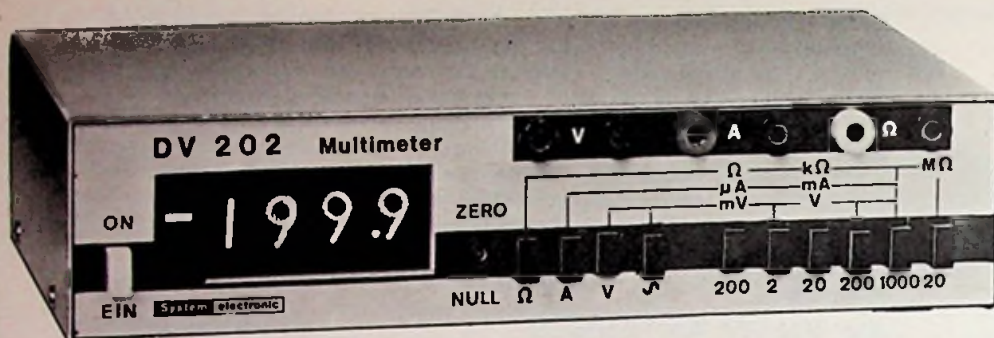 DV 202 Multimeter
V A Ω
Ω kΩ MΩ
µA mA
mV V
-199.9
ON
ZERO
NULL Ω A V 200 2 20 200 1000 20
EIN System electronic